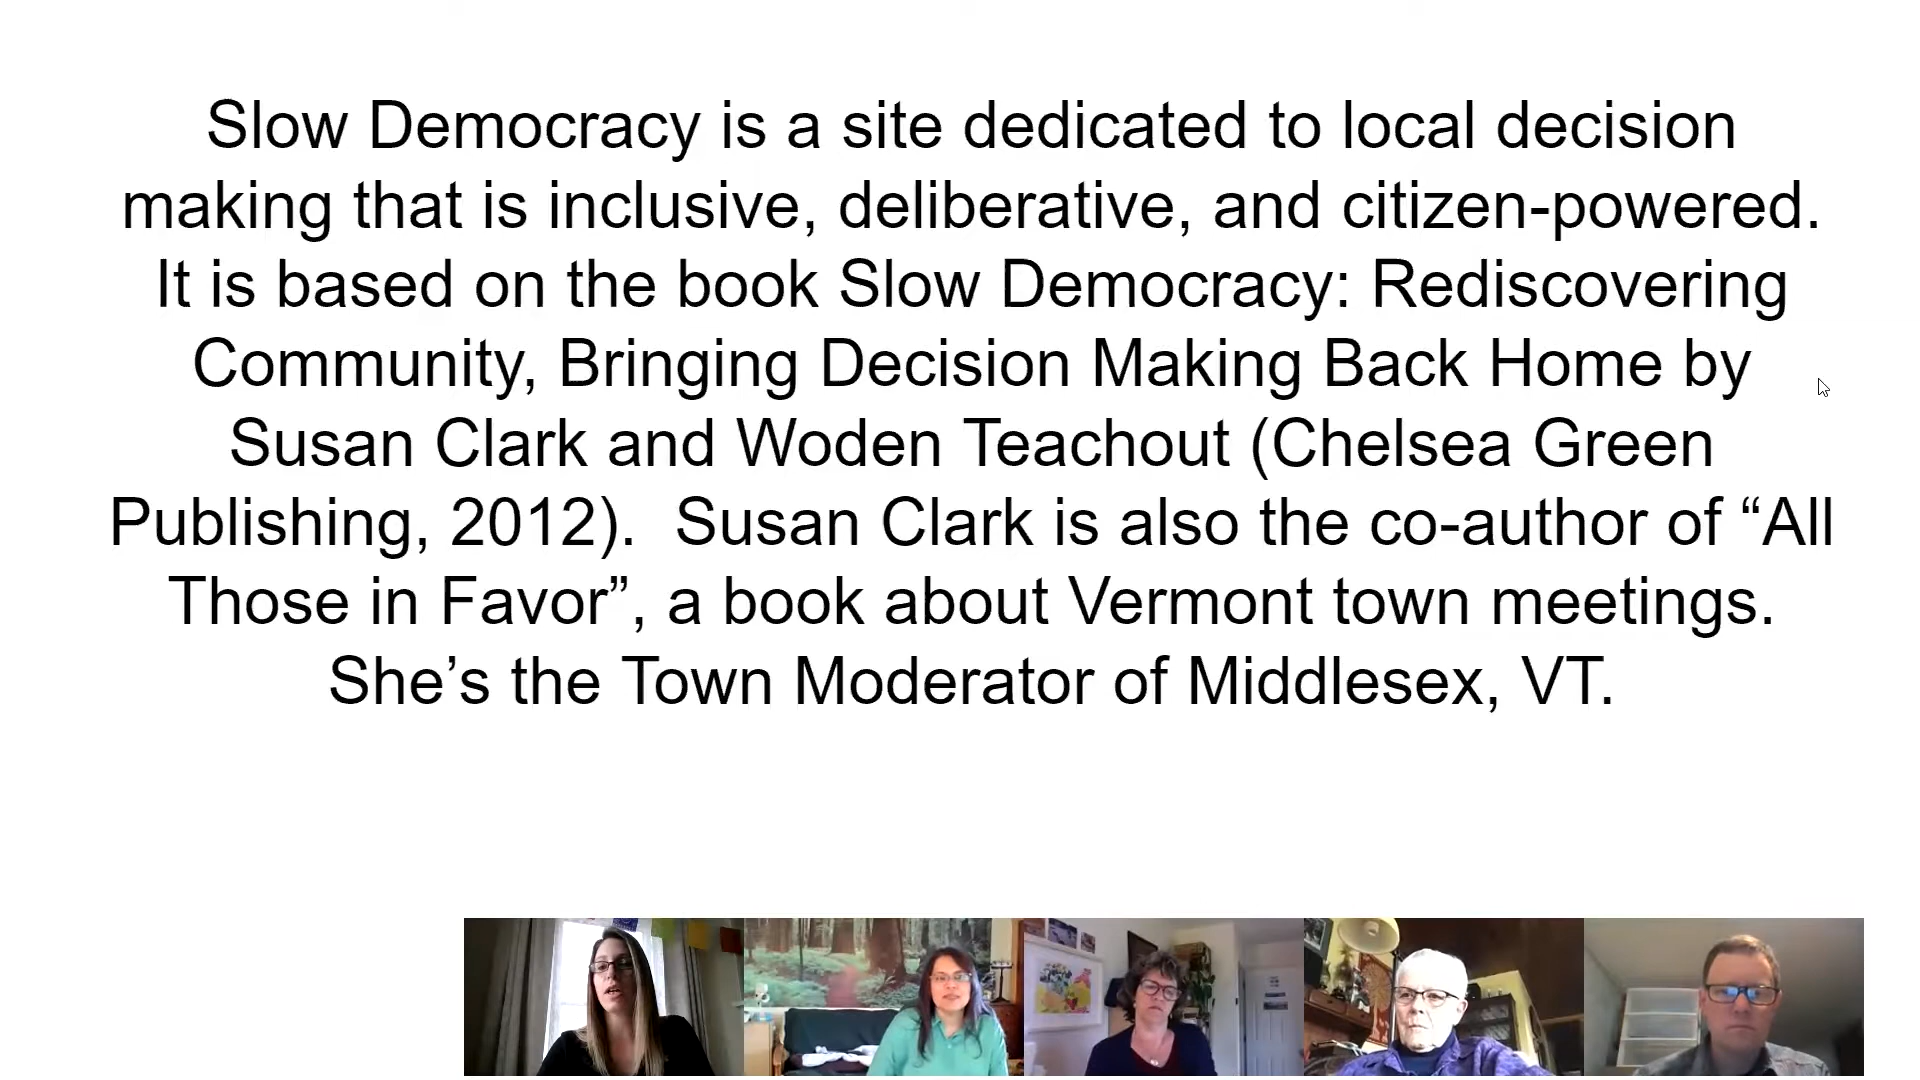 Slow Democracy is a site dedicated to local decision
making that is inclusive, deliberative, and citizen-powered.
It is based on the book Slow Democracy: Rediscovering
Community, Bringing Decision Making Back Home by
Susan Clark and Woden Teachout (Chelsea Green
Publishing, 2012).  Susan Clark is also the co-author of “All
Those in Favor”, a book about Vermont town meetings.
She’s the Town Moderator of Middlesex, VT.